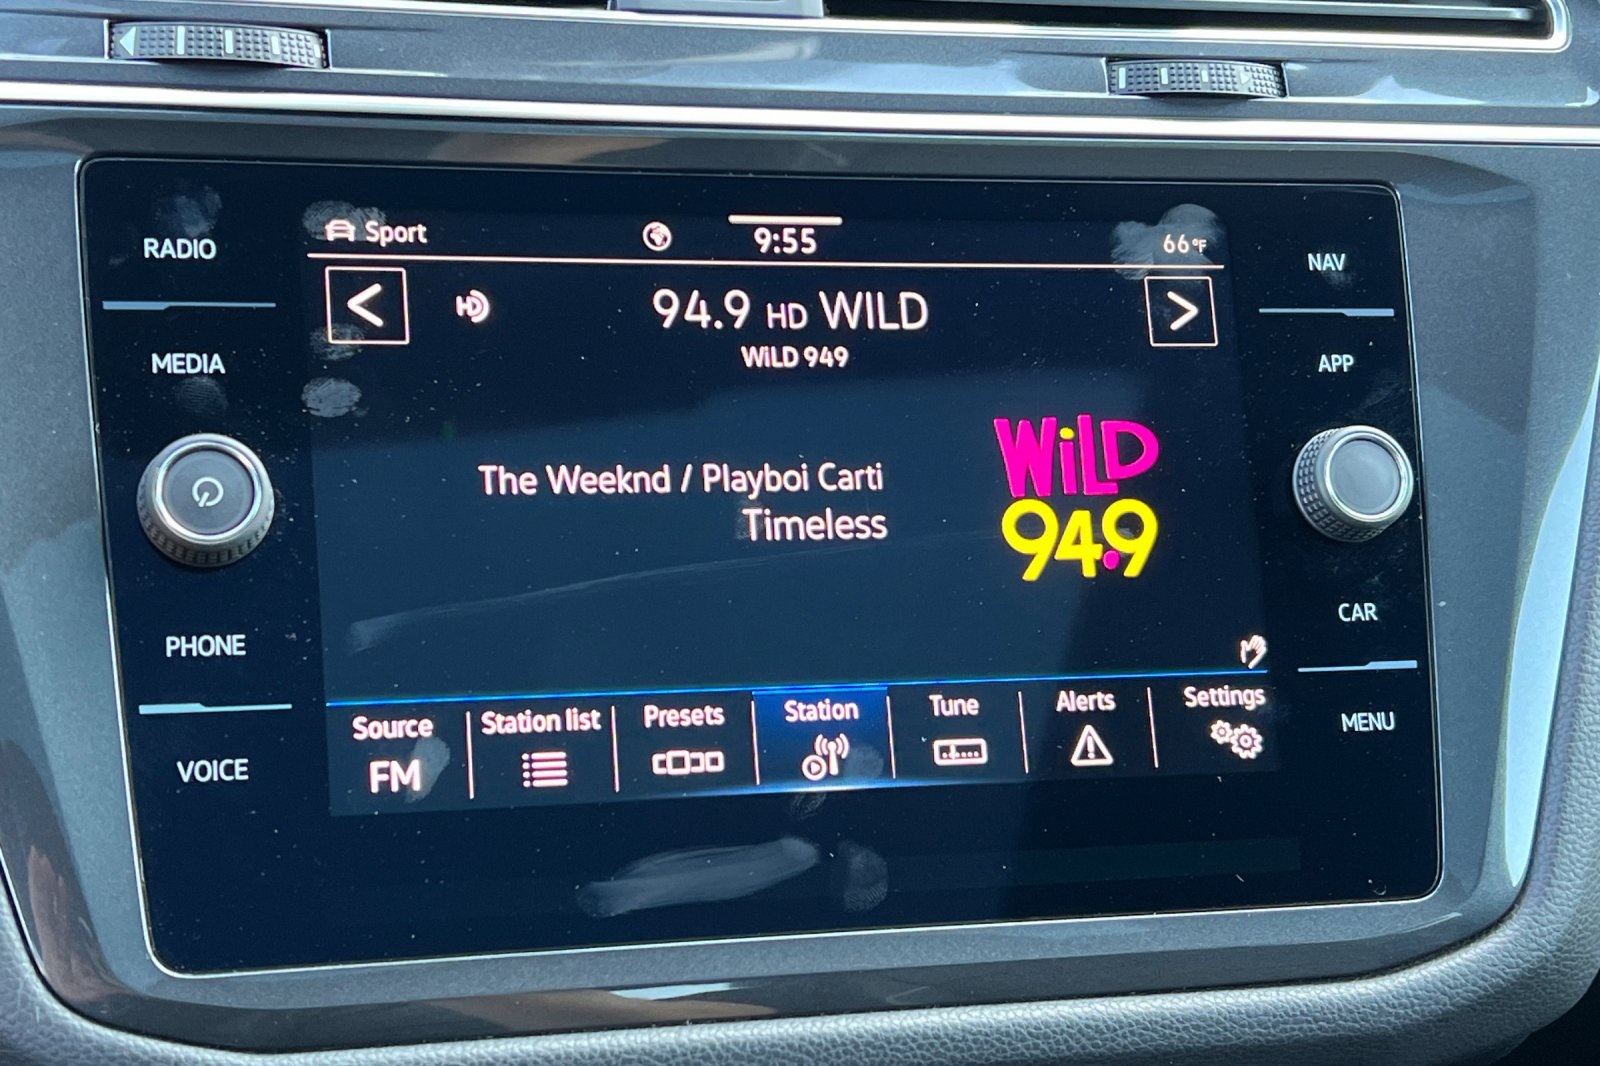 Sport
9:55
66°F
HD
94.9 HD WILD
WiLD 949
The Weeknd / Playboi Carti
Timeless
WiLD
94.9
Source
FM
Station list
Presets
Station
Tune
Alerts
Settings
RADIO
MEDIA
PHONE
VOICE
NAV
APP
CAR
MENU